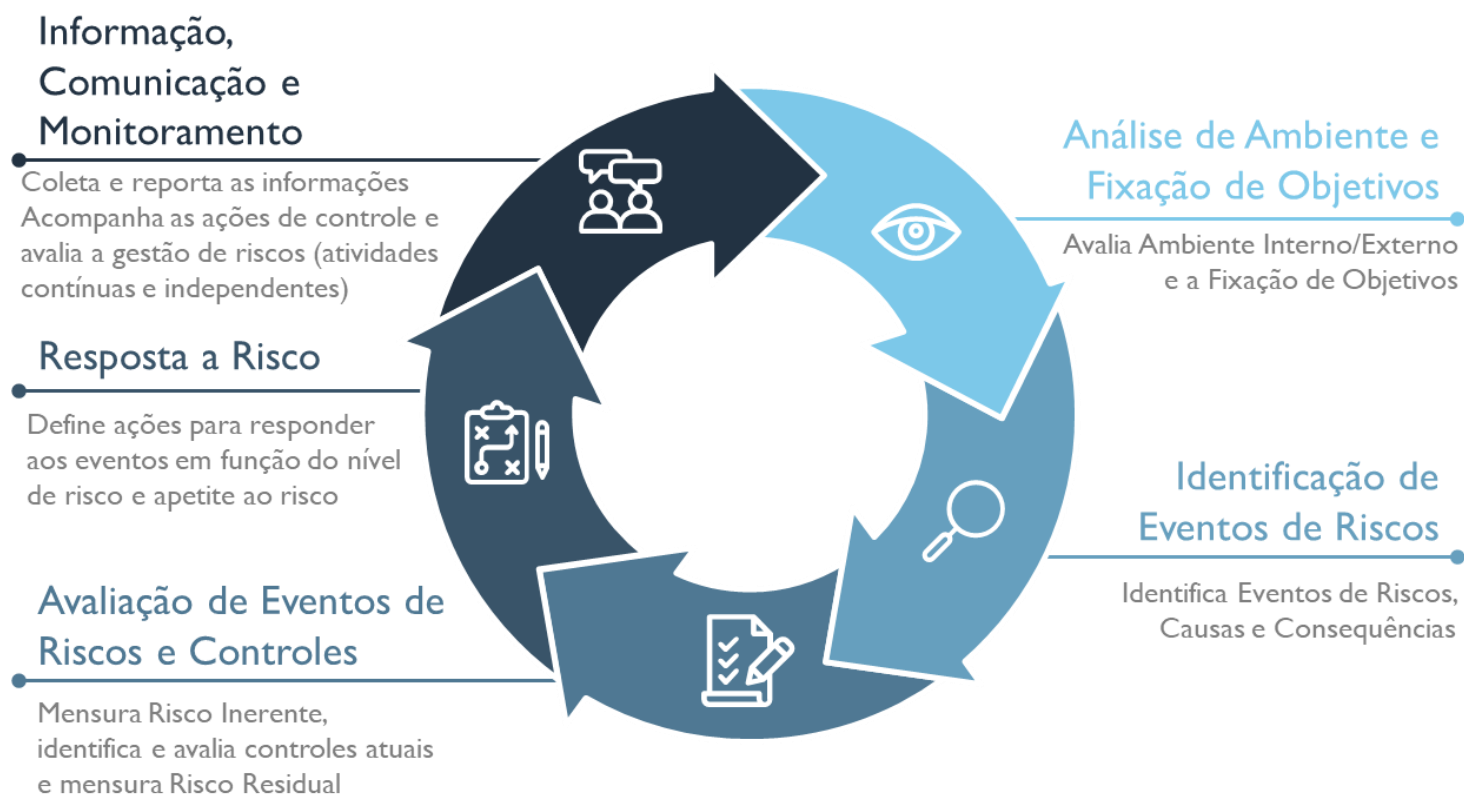 Informação,
Comunicação e
Monitoramento
Coleta e reporta as informações
Acompanha as ações de controle e
avalia a gestão de riscos (atividades
contínuas e independentes)
Análise de Ambiente e
Fixação de Objetivos
Avalia Ambiente Interno/Externo
e a Fixação de Objetivos
Resposta a Risco
Define ações para responder
aos eventos em função do nível
de risco e apetite ao risco
Identificação de
Eventos de Riscos
Identifica Eventos de Riscos,
Causas e Consequências
Avaliação de Eventos de
Riscos e Controles
Mensura Risco Inerente,
identifica e avalia controles atuais
e mensura Risco Residual